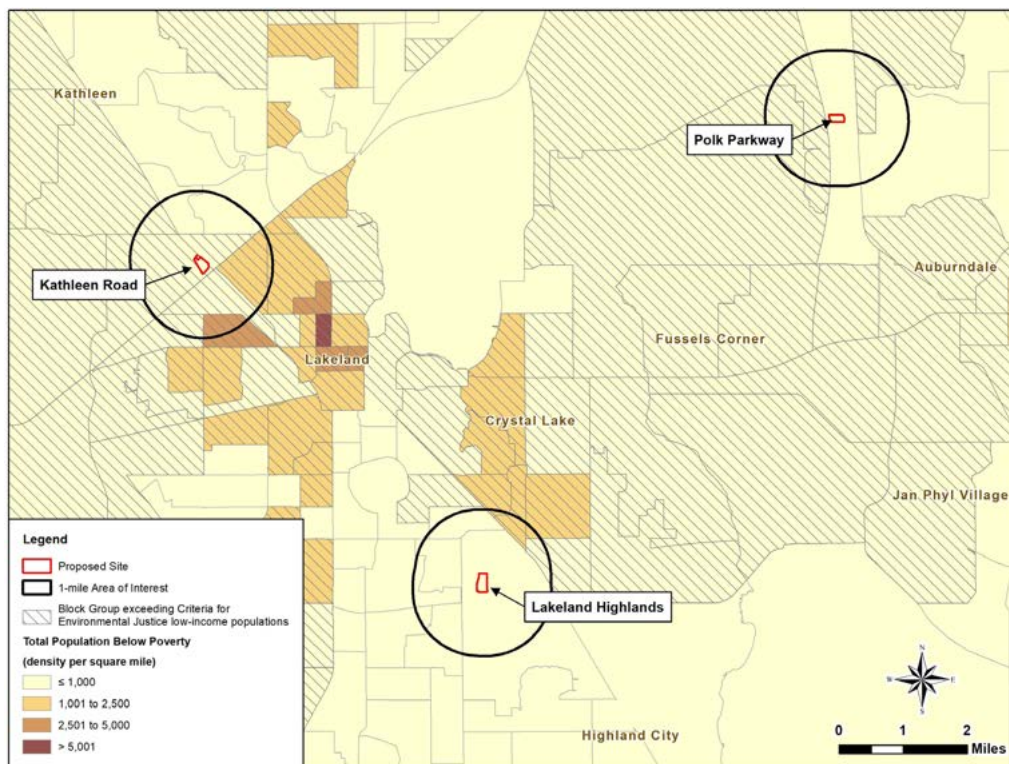 Kathleen
Polk Parkway
Kathleen Road
Auburndale
Fussels Corner
Lakeland
Crystal Lake
Jan Phyl Village
Lakeland Highlands
Highland City
Legend
Proposed Site
1-mile Area of Interest
Block Group exceeding Criteria for
Environmental Justice low-income populations
Total Population Below Poverty
(density per square mile)
≤ 1,000
1,001 to 2,500
2,501 to 5,000
> 5,001
N
W E
S
0 1 2
Miles